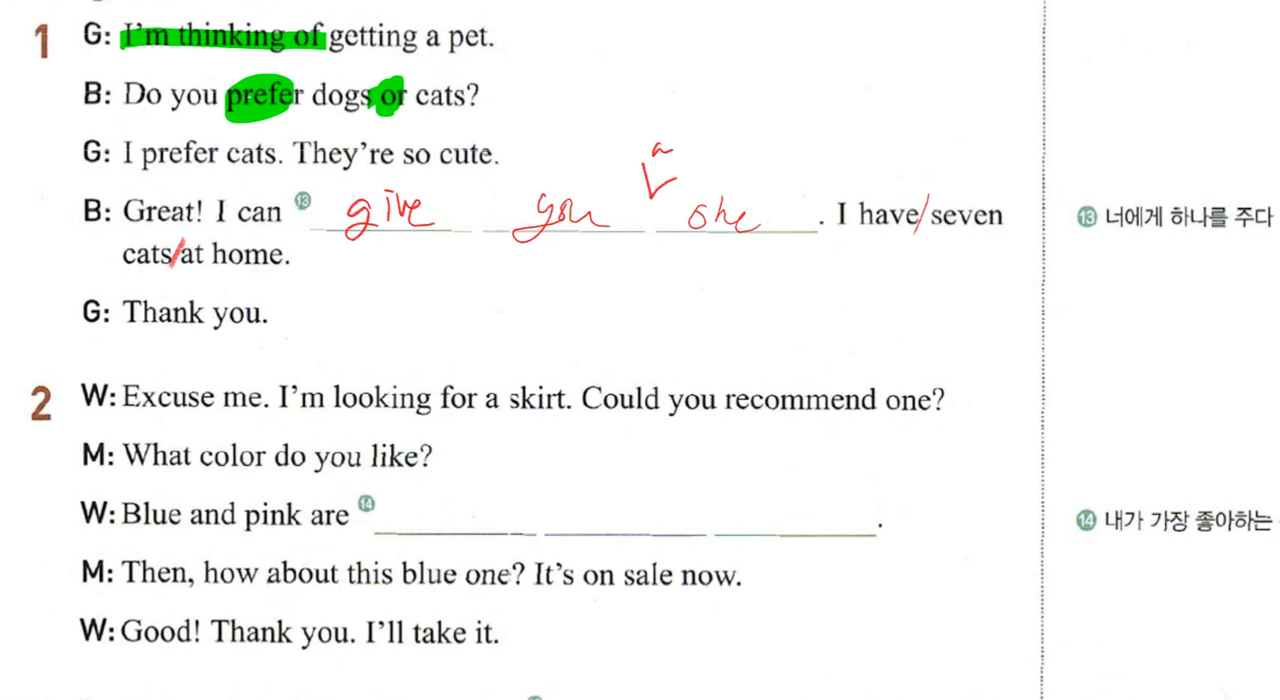 1 G: I'm thinking of getting a pet.
B: Do you prefer dogs or cats?
G: I prefer cats. They're so cute.
a
B: Great! I can ⑬ give you one. I have/seven
⑬ 너에게 하나를 주다
cats/at home.
G: Thank you.
2 W: Excuse me. I'm looking for a skirt. Could you recommend one?
M: What color do you like?
W: Blue and pink are ⑭ ___ ___ ___.
⑭ 내가 가장 좋아하는
M: Then, how about this blue one? It's on sale now.
W: Good! Thank you. I'll take it.